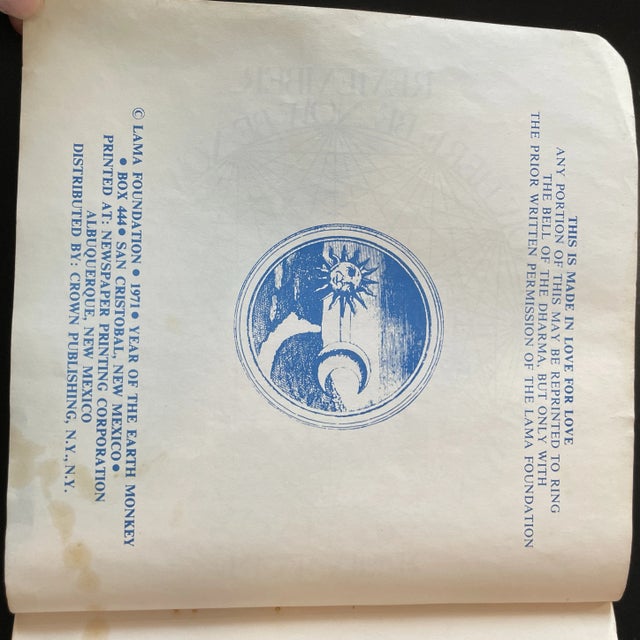 THIS IS MADE IN LOVE FOR LOVE
ANY PORTION OF THIS MAY BE REPRINTED TO RING
THE BELL OF THE DHARMA, BUT ONLY WITH
THE PRIOR WRITTEN PERMISSION OF THE LAMA FOUNDATION
© LAMA FOUNDATION • 1971 • YEAR OF THE EARTH MONKEY
• BOX 444 • SAN CRISTOBAL, NEW MEXICO •
PRINTED AT: NEWSPAPER PRINTING CORPORATION
ALBUQUERQUE, NEW MEXICO
DISTRIBUTED BY: CROWN PUBLISHING, N.Y., N.Y.
REMEMBER